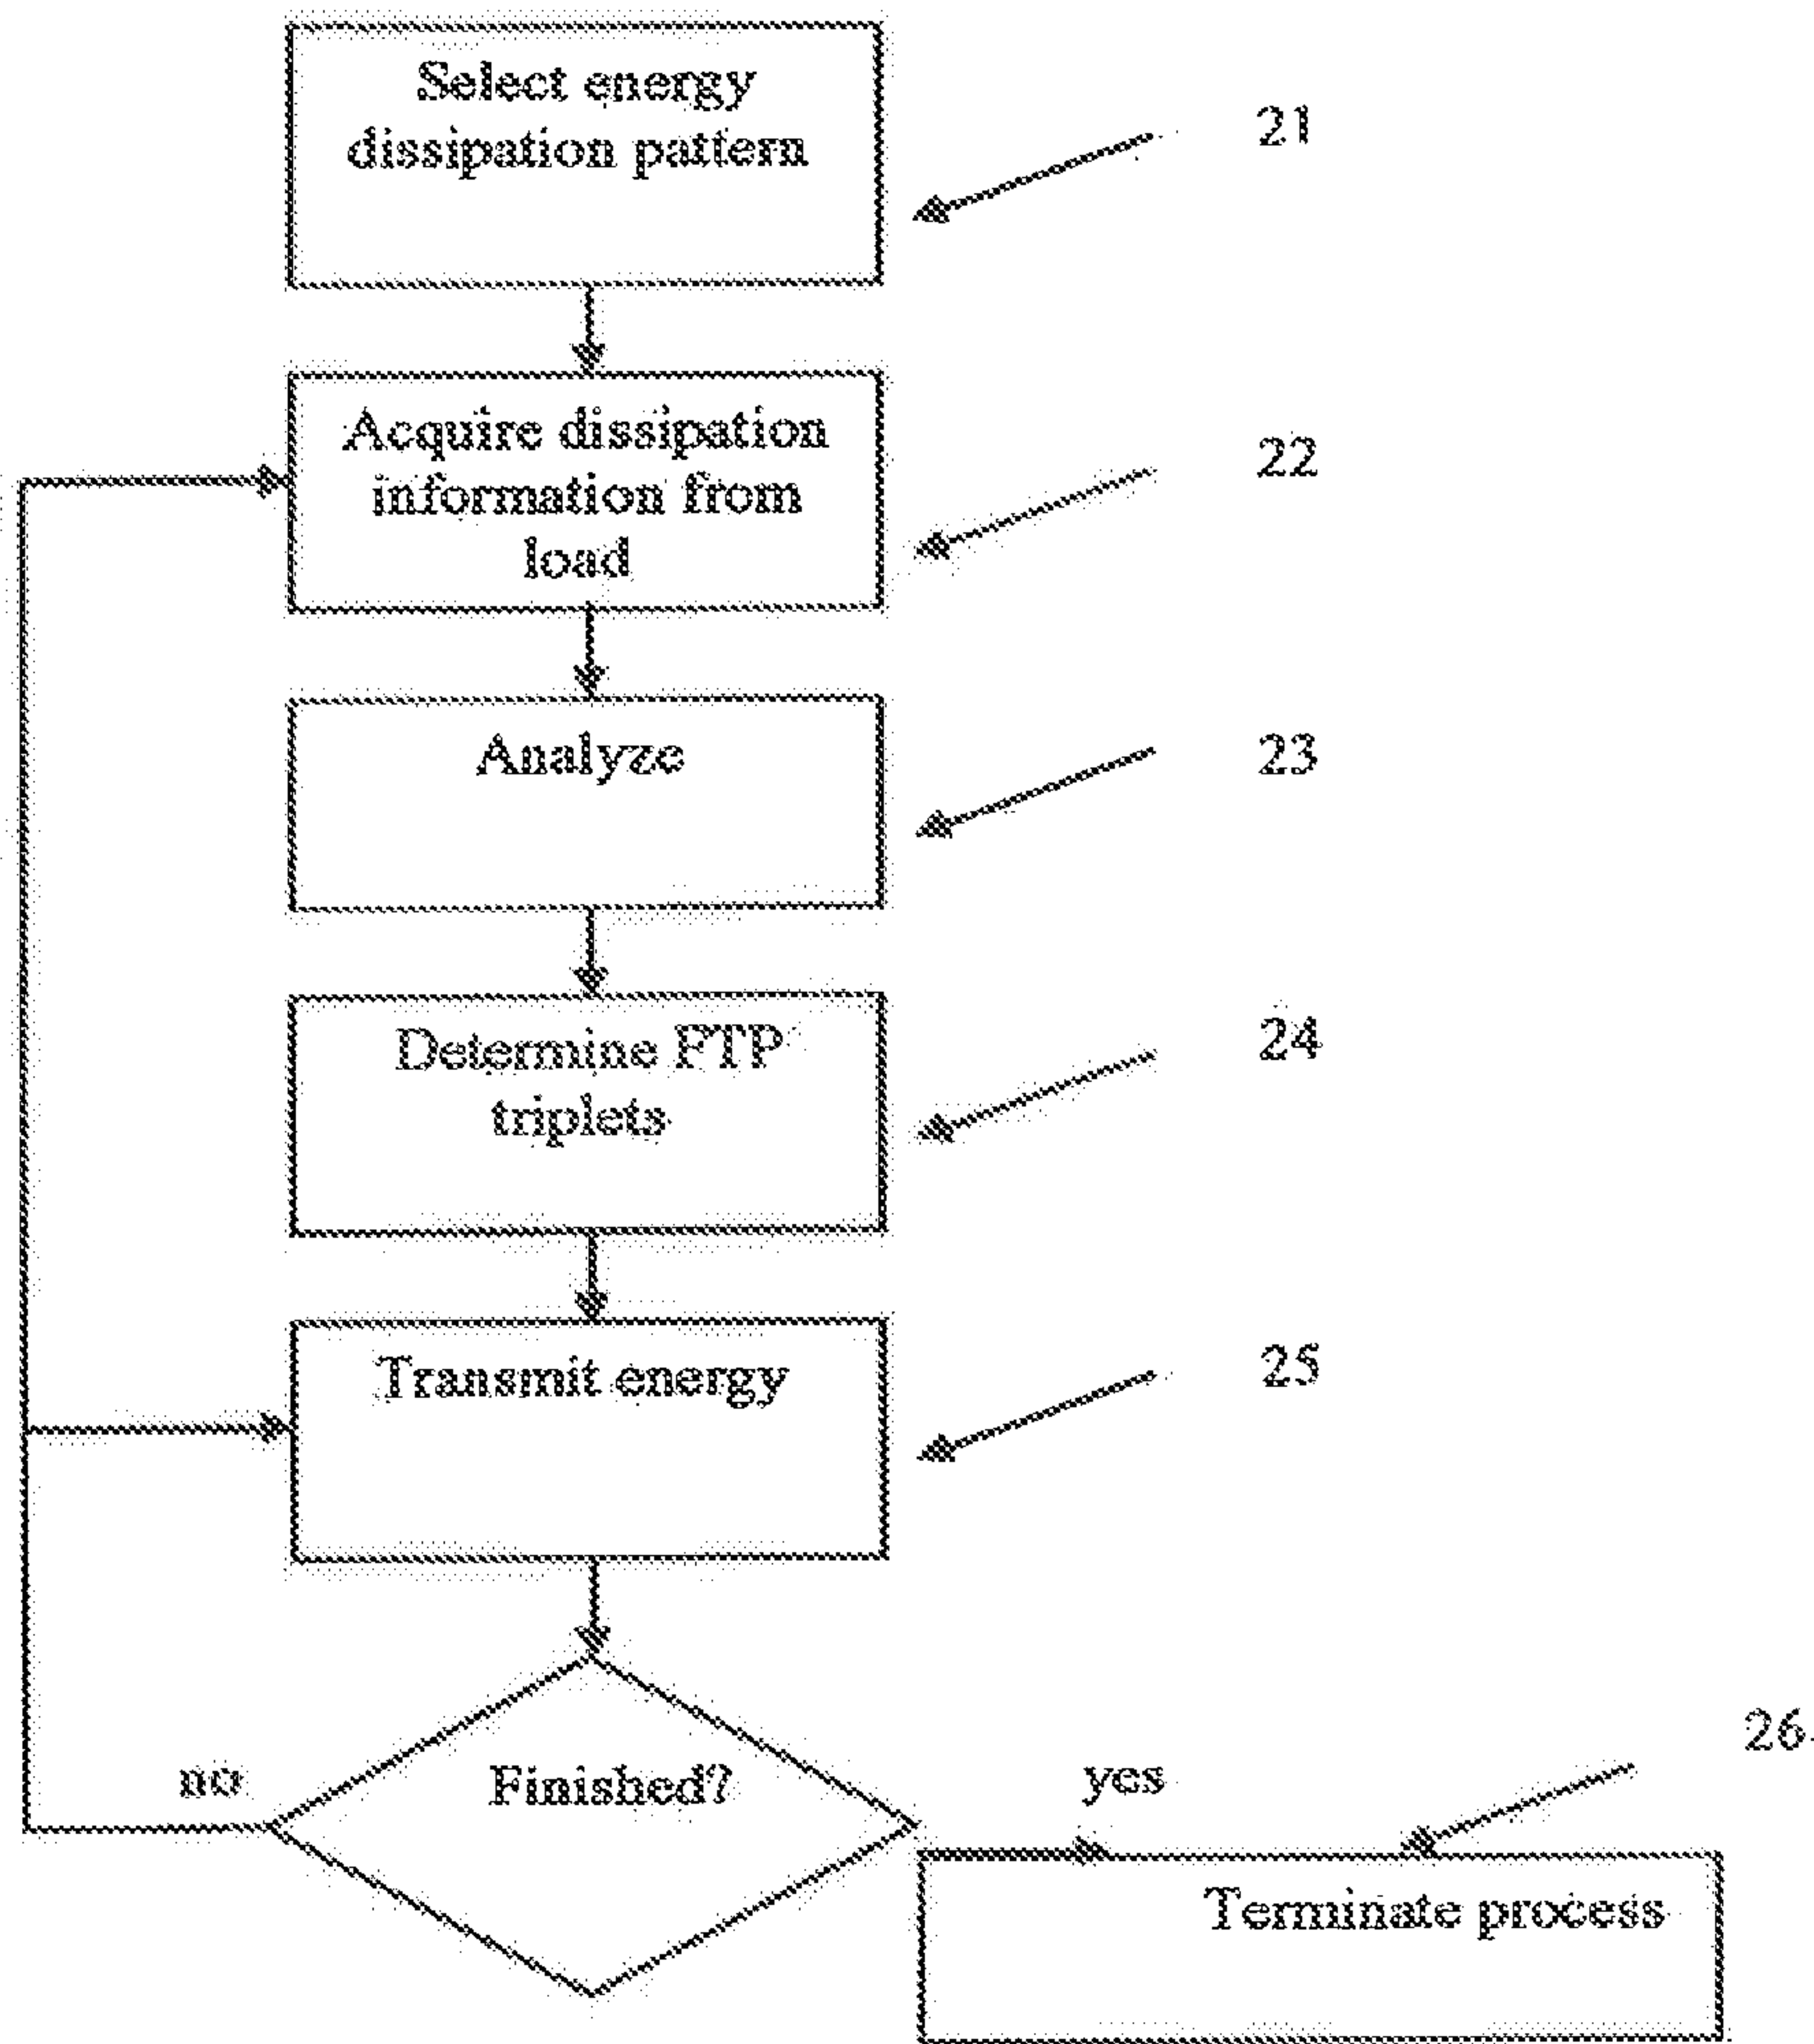 Select energy
dissipation pattern
21
Acquire dissipation
information from
load
22
Analyze
23
Determine FTP
triplets
24
Transmit energy
25
no
Finished?
yes
26
Terminate process